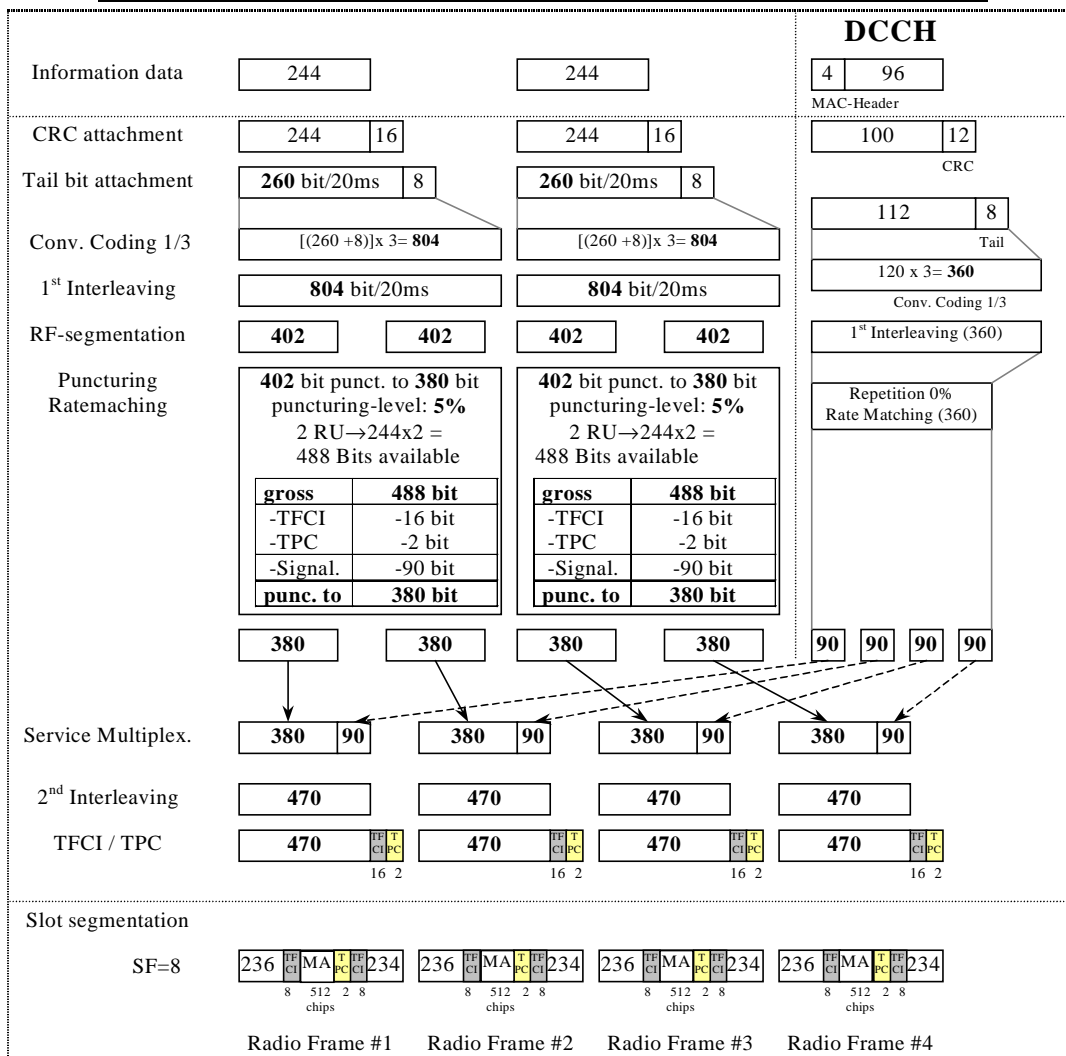 DCCH
Information data 244 244 4 96
MAC-Header
CRC attachment 244 16 244 16 100 12
CRC
Tail bit attachment 260 bit/20ms 8 260 bit/20ms 8
112 8
Tail
Conv. Coding 1/3 [(260 +8)]x 3= 804 [(260 +8)]x 3= 804
120 x 3= 360
Conv. Coding 1/3
1st Interleaving 804 bit/20ms 804 bit/20ms
RF-segmentation 402 402 402 402 1st Interleaving (360)
Puncturing
Ratemaching
402 bit punct. to 380 bit
puncturing-level: 5%
2 RU→244x2 =
488 Bits available
gross 488 bit
-TFCI -16 bit
-TPC -2 bit
-Signal. -90 bit
punc. to 380 bit
402 bit punct. to 380 bit
puncturing-level: 5%
2 RU→244x2 =
488 Bits available
gross 488 bit
-TFCI -16 bit
-TPC -2 bit
-Signal. -90 bit
punc. to 380 bit
Repetition 0%
Rate Matching (360)
380 380 380 380 90 90 90 90
Service Multiplex. 380 90 380 90 380 90 380 90
2nd Interleaving 470 470 470 470
TFCI / TPC 470 TF CI T PC 470 TF CI T PC 470 TF CI T PC 470 TF CI T PC
16 2 16 2 16 2 16 2
Slot segmentation
SF=8 236 TF CI MA T PC TF CI 234 236 TF CI MA T PC TF CI 234 236 TF CI MA T PC TF CI 234 236 TF CI MA T PC TF CI 234
8 512 2 8 8 512 2 8 8 512 2 8 8 512 2 8
chips chips chips chips
Radio Frame #1 Radio Frame #2 Radio Frame #3 Radio Frame #4